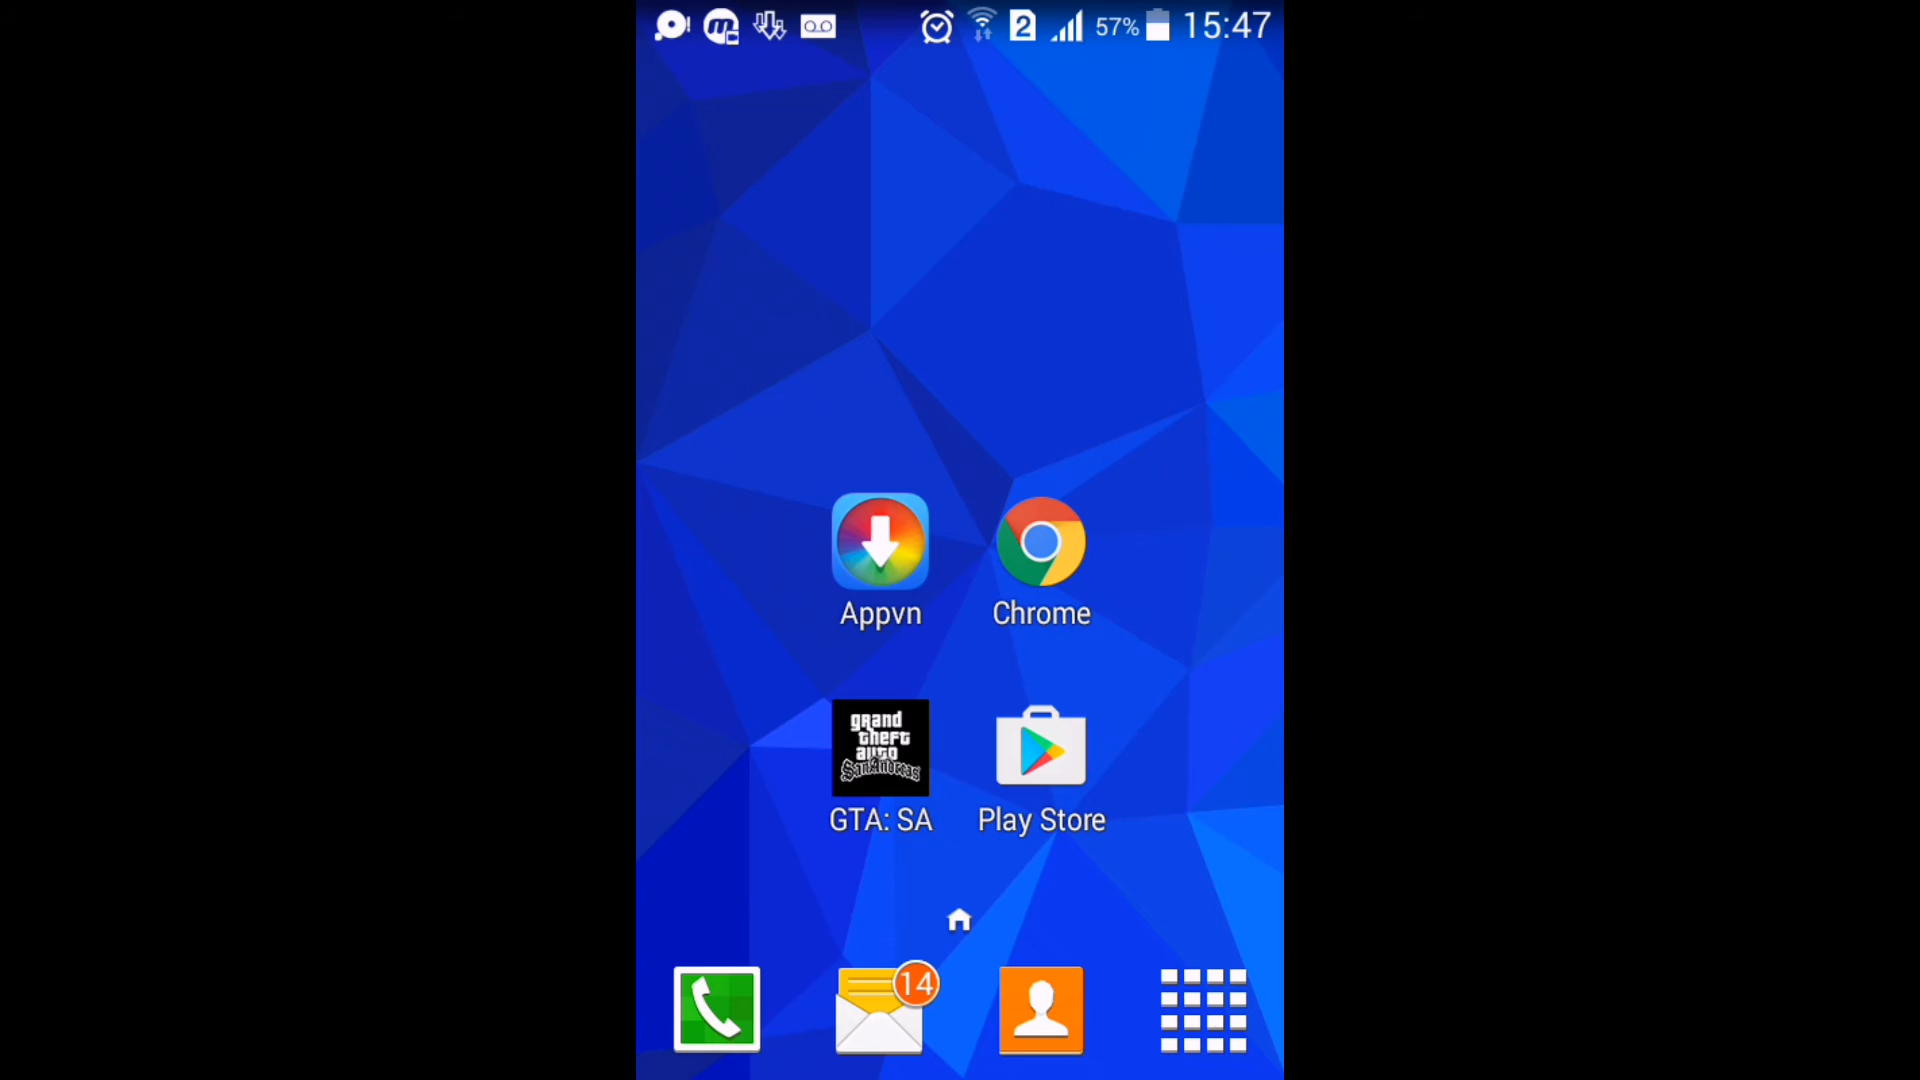 2 57% 15:47
Appvn Chrome
grand
theft
auto
San Andreas
GTA: SA Play Store
14